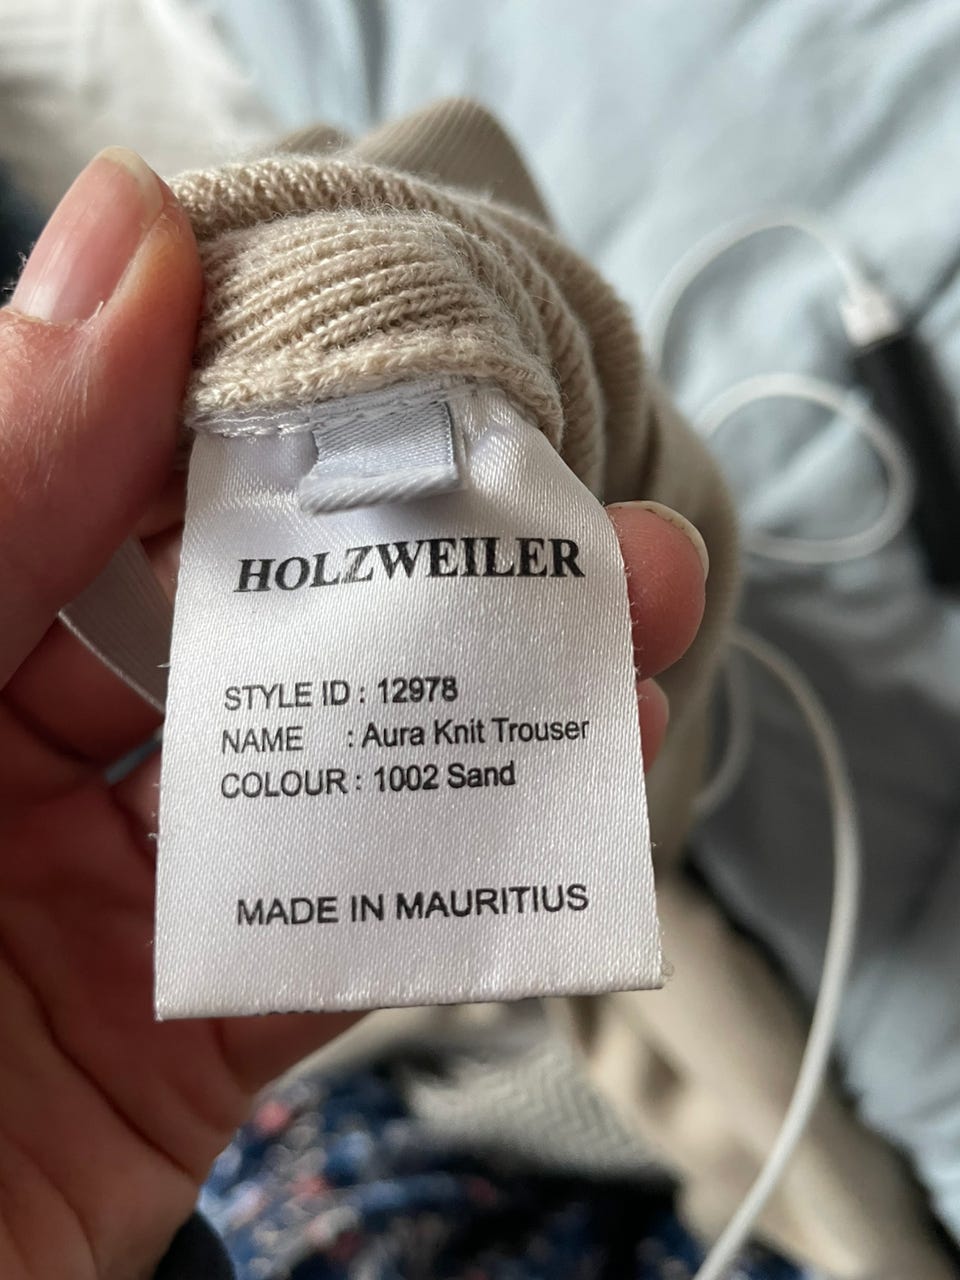 HOLZWEILER
STYLE ID : 12978
NAME : Aura Knit Trouser
COLOUR : 1002 Sand
MADE IN MAURITIUS